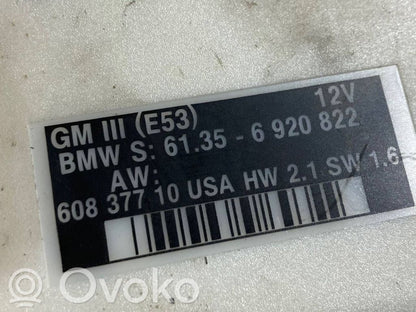 GM III (E53) 12V
BMW S: 61.35 - 6 920 822
AW:
608 377 10 USA HW 2.1 SW 1.6
Ovoko